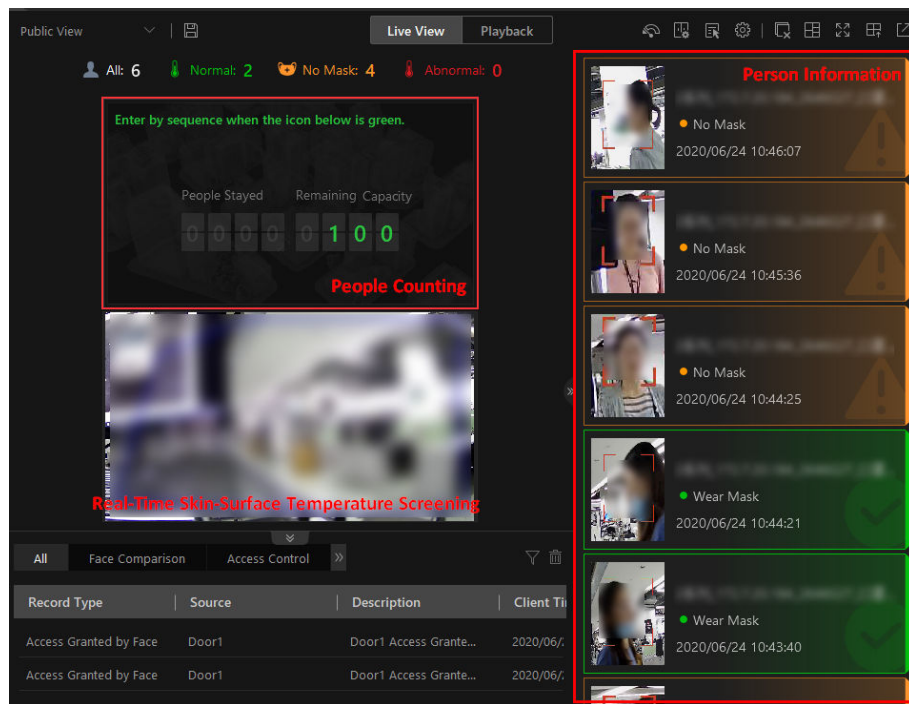 Public View
Live View
Playback
All: 6
Normal: 2
No Mask: 4
Abnormal: 0
Enter by sequence when the icon below is green.
People Stayed
Remaining Capacity
0 0 0 0
0 1 0 0
People Counting
Real-Time Skin-Surface Temperature Screening
Person Information
No Mask
2020/06/24 10:46:07
No Mask
2020/06/24 10:45:36
No Mask
2020/06/24 10:44:25
Wear Mask
2020/06/24 10:44:21
Wear Mask
2020/06/24 10:43:40
All
Face Comparison
Access Control
Record Type
Source
Description
Client Ti
Access Granted by Face
Door1
Door1 Access Grante...
2020/06/
Access Granted by Face
Door1
Door1 Access Grante...
2020/06/